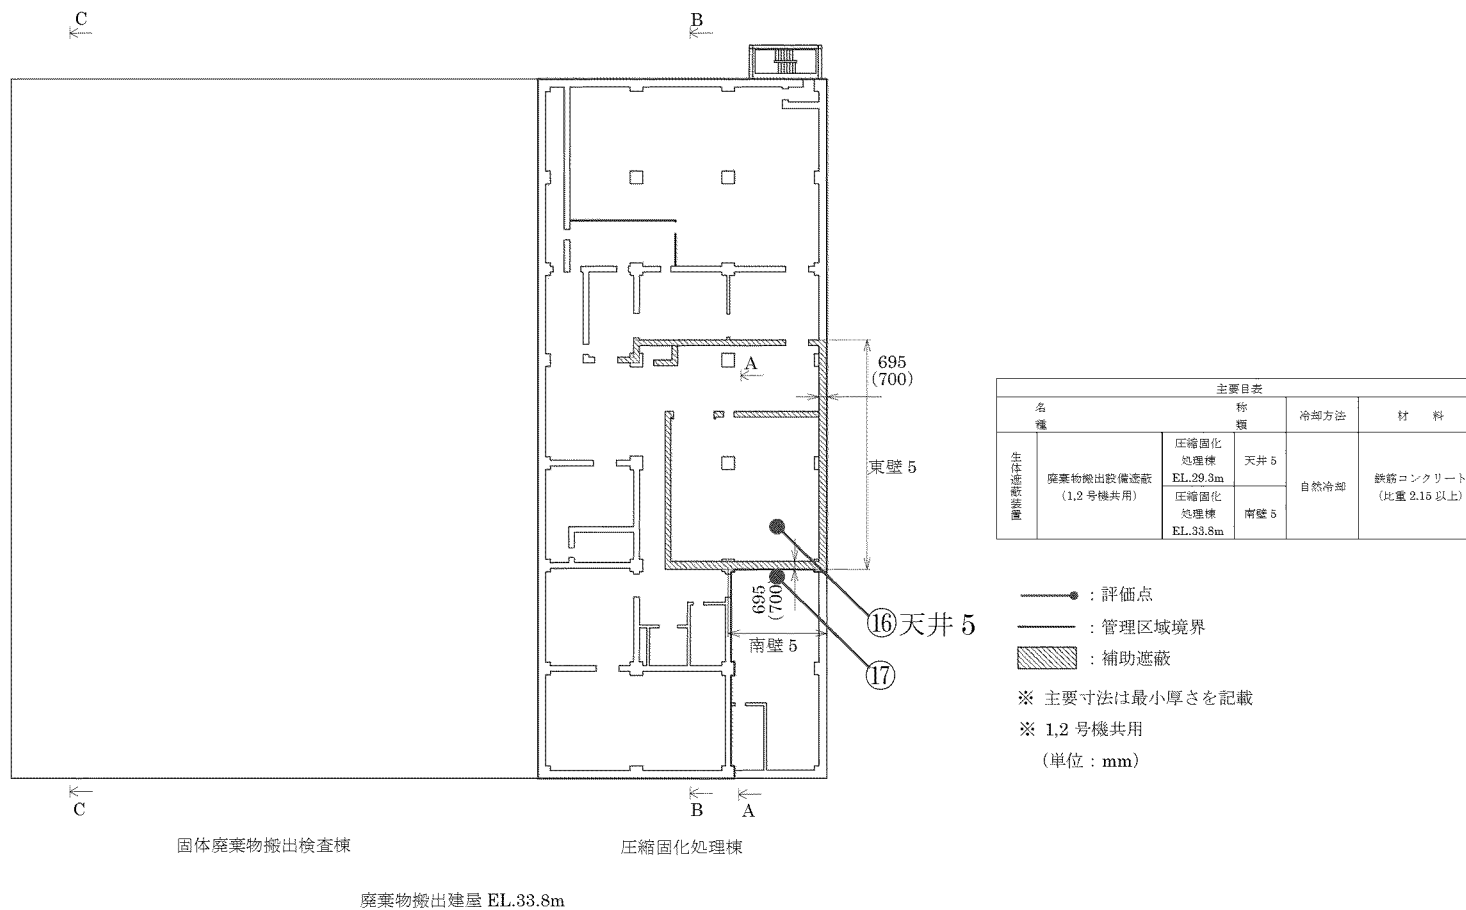 C
B
A
695
(700)
東壁 5
695
(700)
南壁 5
⑯天井 5
⑰
C
B
A
固体廃棄物搬出検査棟
圧縮固化処理棟
廃棄物搬出建屋 EL.33.8m
主要目表
名 称
種 類
冷却方法
材 料
生体遮蔽装置
廃棄物搬出設備遮蔽
(1,2 号機共用)
圧縮固化
処理棟
EL.29.3m
天井 5
圧縮固化
処理棟
EL.33.8m
南壁 5
自然冷却
鉄筋コンクリート
(比重 2.15 以上)
：評価点
：管理区域境界
：補助遮蔽
※ 主要寸法は最小厚さを記載
※ 1,2 号機共用
(単位：mm)